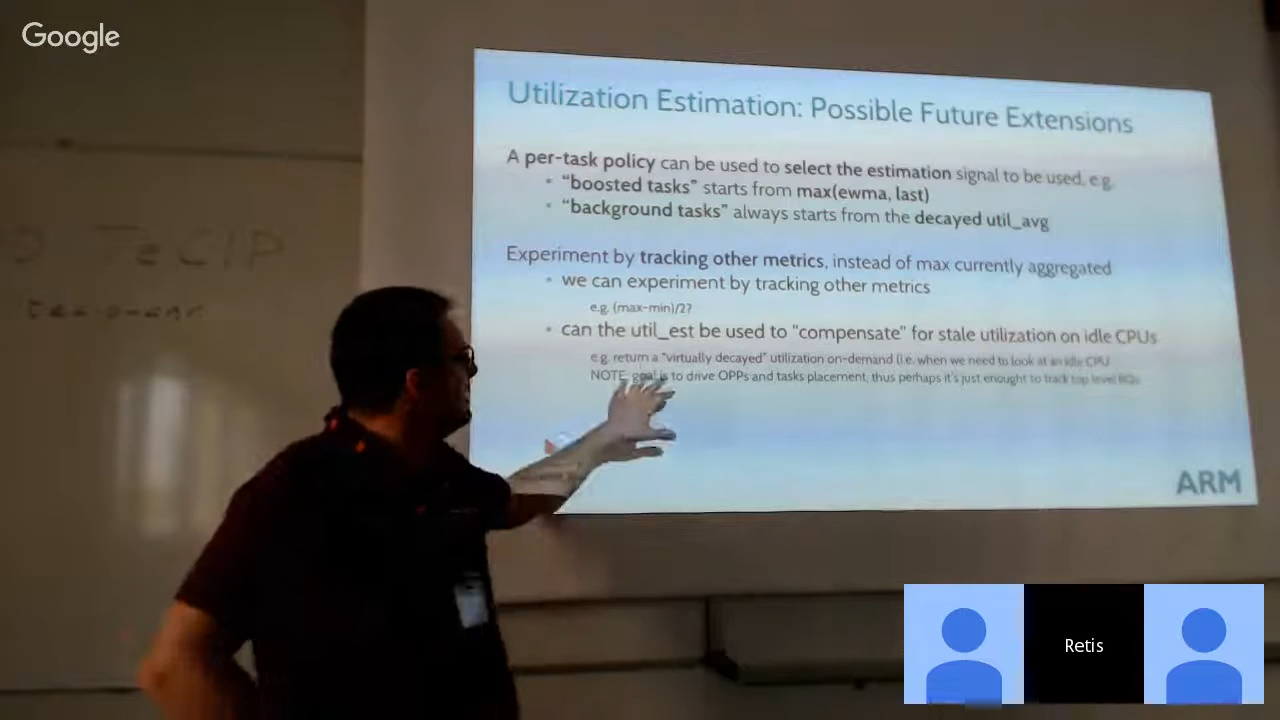 Google
Utilization Estimation: Possible Future Extensions
A per-task policy can be used to select the estimation signal to be used, e.g.
• "boosted tasks" starts from max(ewma, last)
• "background tasks" always starts from the decayed util_avg
Experiment by tracking other metrics, instead of max currently aggregated
• we can experiment by tracking other metrics
e.g. (max-min)/2?
• can the util_est be used to "compensate" for stale utilization on idle CPUs
e.g. return a "virtually decayed" utilization on-demand (i.e. when we need to look at an idle CPU
NOTE: goal is to drive OPPs and tasks placement, thus perhaps it's just enought to track top level RQs
ARM
TeCIP
Retis